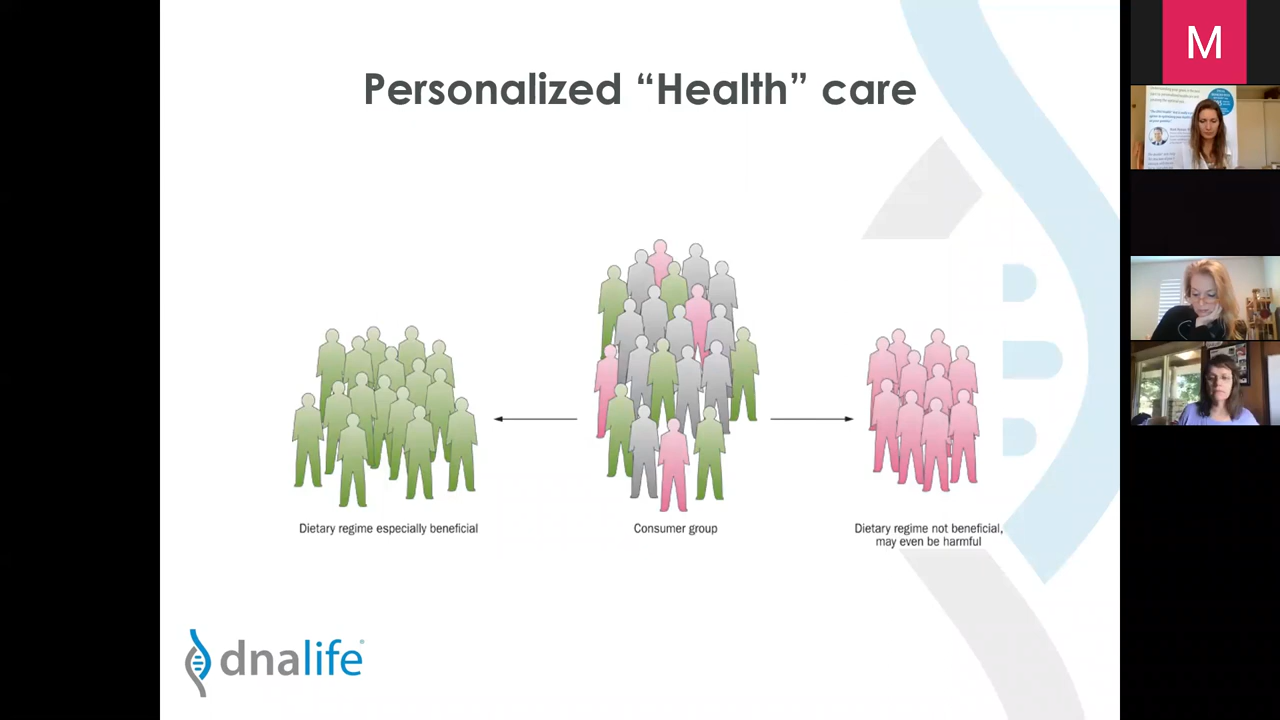 Personalized “Health” care
Dietary regime especially beneficial
Consumer group
Dietary regime not beneficial,
may even be harmful
dnalife®
M